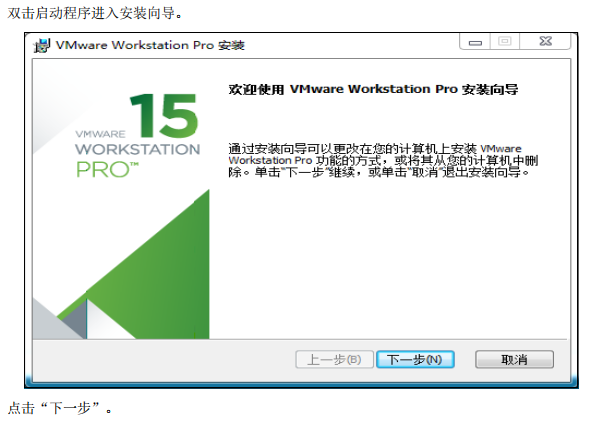 双击启动程序进入安装向导。
VMware Workstation Pro 安装
欢迎使用 VMware Workstation Pro 安装向导
15
VMWARE
WORKSTATION
PRO™
通过安装向导可以更改在您的计算机上安装 VMware
Workstation Pro 功能的方式，或将其从您的计算机中删
除。单击“下一步”继续，或单击“取消”退出安装向导。
上一步(B) 下一步(N) 取消
点击“下一步”。